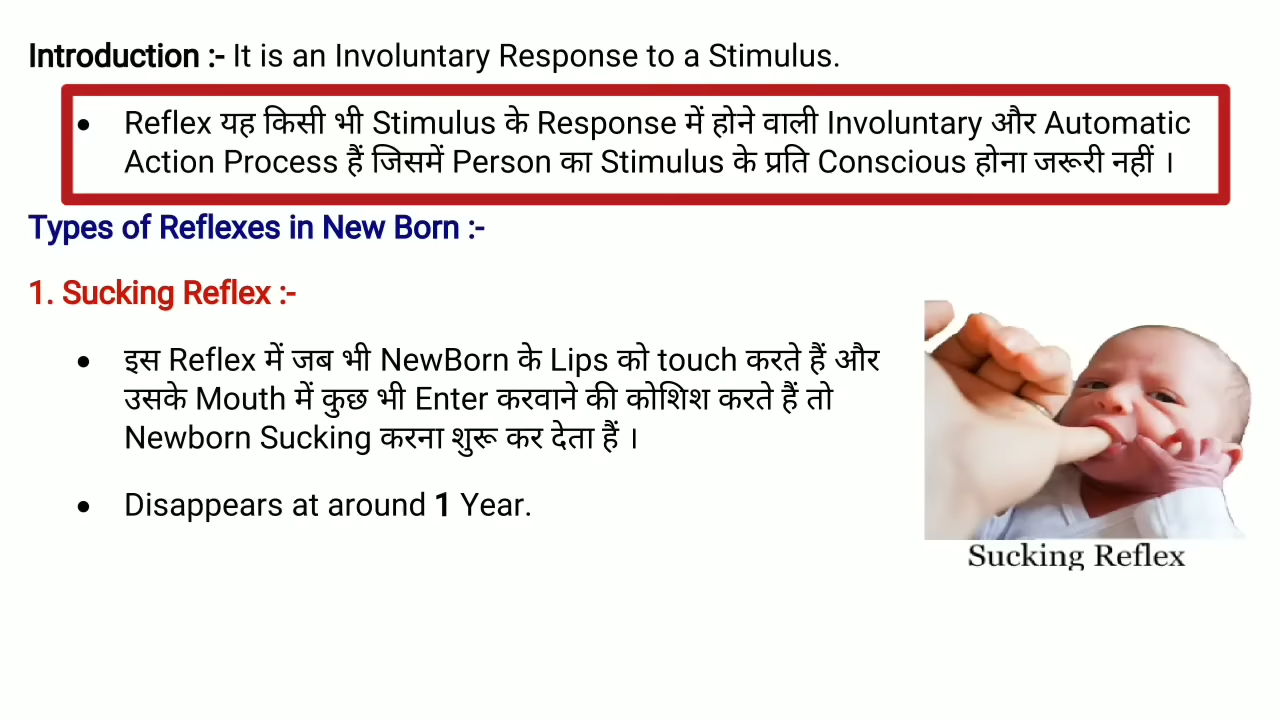 Introduction :- It is an Involuntary Response to a Stimulus.
• Reflex यह किसी भी Stimulus के Response में होने वाली Involuntary और Automatic
Action Process हैं जिसमें Person का Stimulus के प्रति Conscious होना जरूरी नहीं ।
Types of Reflexes in New Born :-
1. Sucking Reflex :-
• इस Reflex में जब भी NewBorn के Lips को touch करते हैं और
उसके Mouth में कुछ भी Enter करवाने की कोशिश करते हैं तो
Newborn Sucking करना शुरू कर देता हैं ।
• Disappears at around 1 Year.
Sucking Reflex